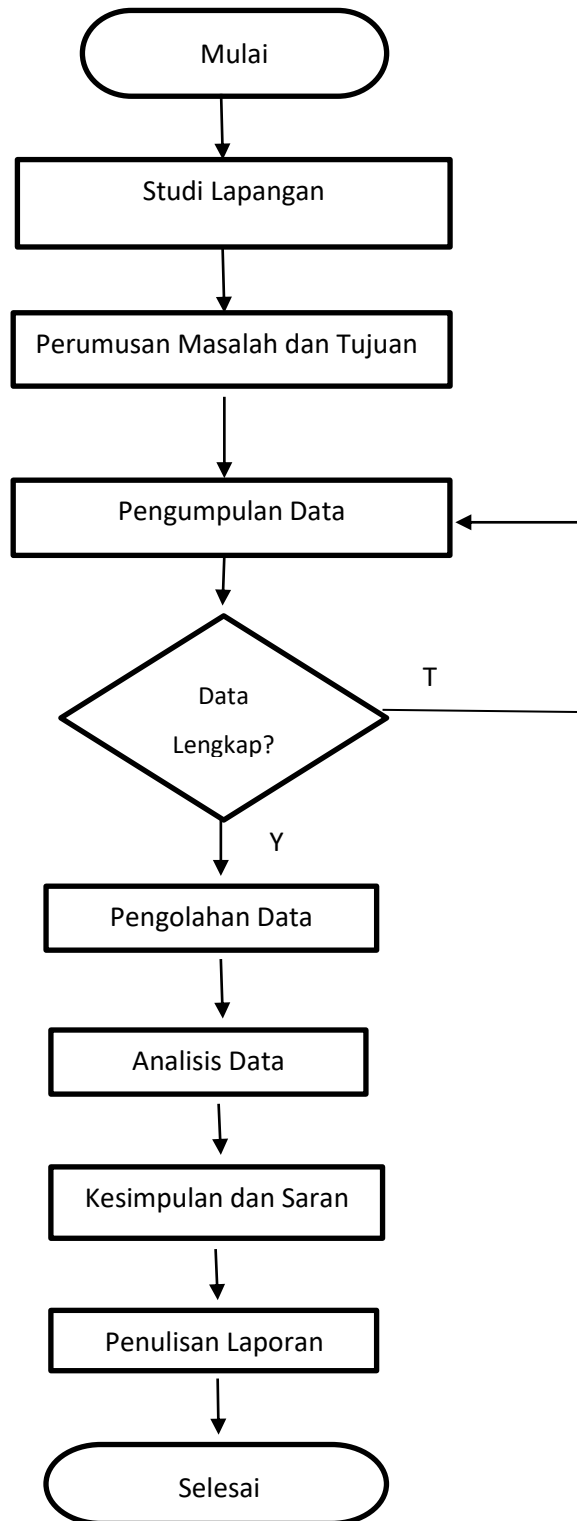 Mulai
Studi Lapangan
Perumusan Masalah dan Tujuan
Pengumpulan Data
Data
Lengkap?
T
Y
Pengolahan Data
Analisis Data
Kesimpulan dan Saran
Penulisan Laporan
Selesai